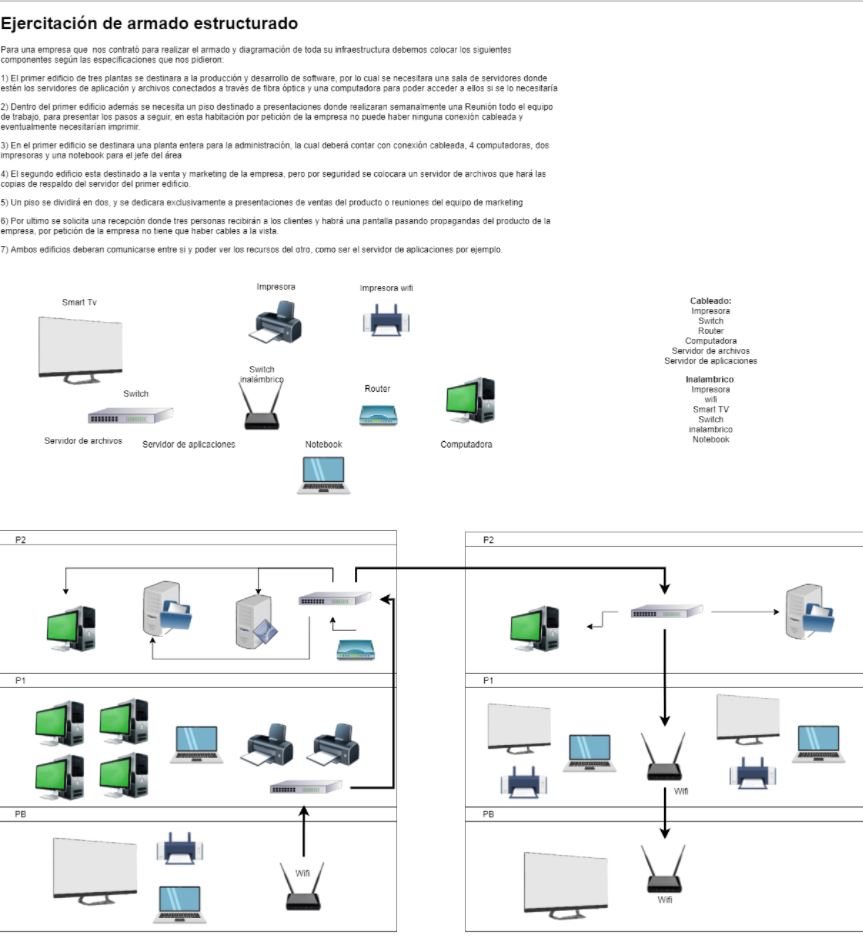 Ejercitación de armado estructurado
Para una empresa que nos contrató para realizar el armado y diagramación de toda su infraestructura debemos colocar los siguientes
componentes según las especificaciones que nos pidieron:
1) El primer edificio de tres plantas se destinara a la producción y desarrollo de software, por lo cual se necesitara una sala de servidores donde
estén los servidores de aplicación y archivos conectados a través de fibra óptica y una computadora para poder acceder a ellos si se lo necesitaría
2) Dentro del primer edificio además se necesita un piso destinado a presentaciones donde realizaran semanalmente una Reunión todo el equipo
de trabajo, para presentar los pasos a seguir, en esta habitación por petición de la empresa no puede haber ninguna conexión cableada y
eventualmente necesitarían imprimir.
3) En el primer edificio se destinara una planta entera para la administración, la cual deberá contar con conexión cableada, 4 computadoras, dos
impresoras y una notebook para el jefe del área
4) El segundo edificio esta destinado a la venta y marketing de la empresa, pero por seguridad se colocara un servidor de archivos que hará las
copias de respaldo del servidor del primer edificio.
5) Un piso se dividirá en dos, y se dedicara exclusivamente a presentaciones de ventas del producto o reuniones del equipo de marketing
6) Por ultimo se solicita una recepción donde tres personas recibirán a los clientes y habrá una pantalla pasando propagandas del producto de la
empresa, por petición de la empresa no tiene que haber cables a la vista.
7) Ambos edificios deberan comunicarse entre si y poder ver los recursos del otro, como ser el servidor de aplicaciones por ejemplo.
Smart Tv
Impresora
Impresora wifi
Switch
Switch
inalámbrico
Router
Servidor de archivos
Servidor de aplicaciones
Notebook
Computadora
Cableado:
Impresora
Switch
Router
Computadora
Servidor de archivos
Servidor de aplicaciones
Inalambrico
Impresora
wifi
Smart TV
Switch
inalambrico
Notebook
P2
P1
PB
Wifi
P2
P1
Wifi
PB
Wifi